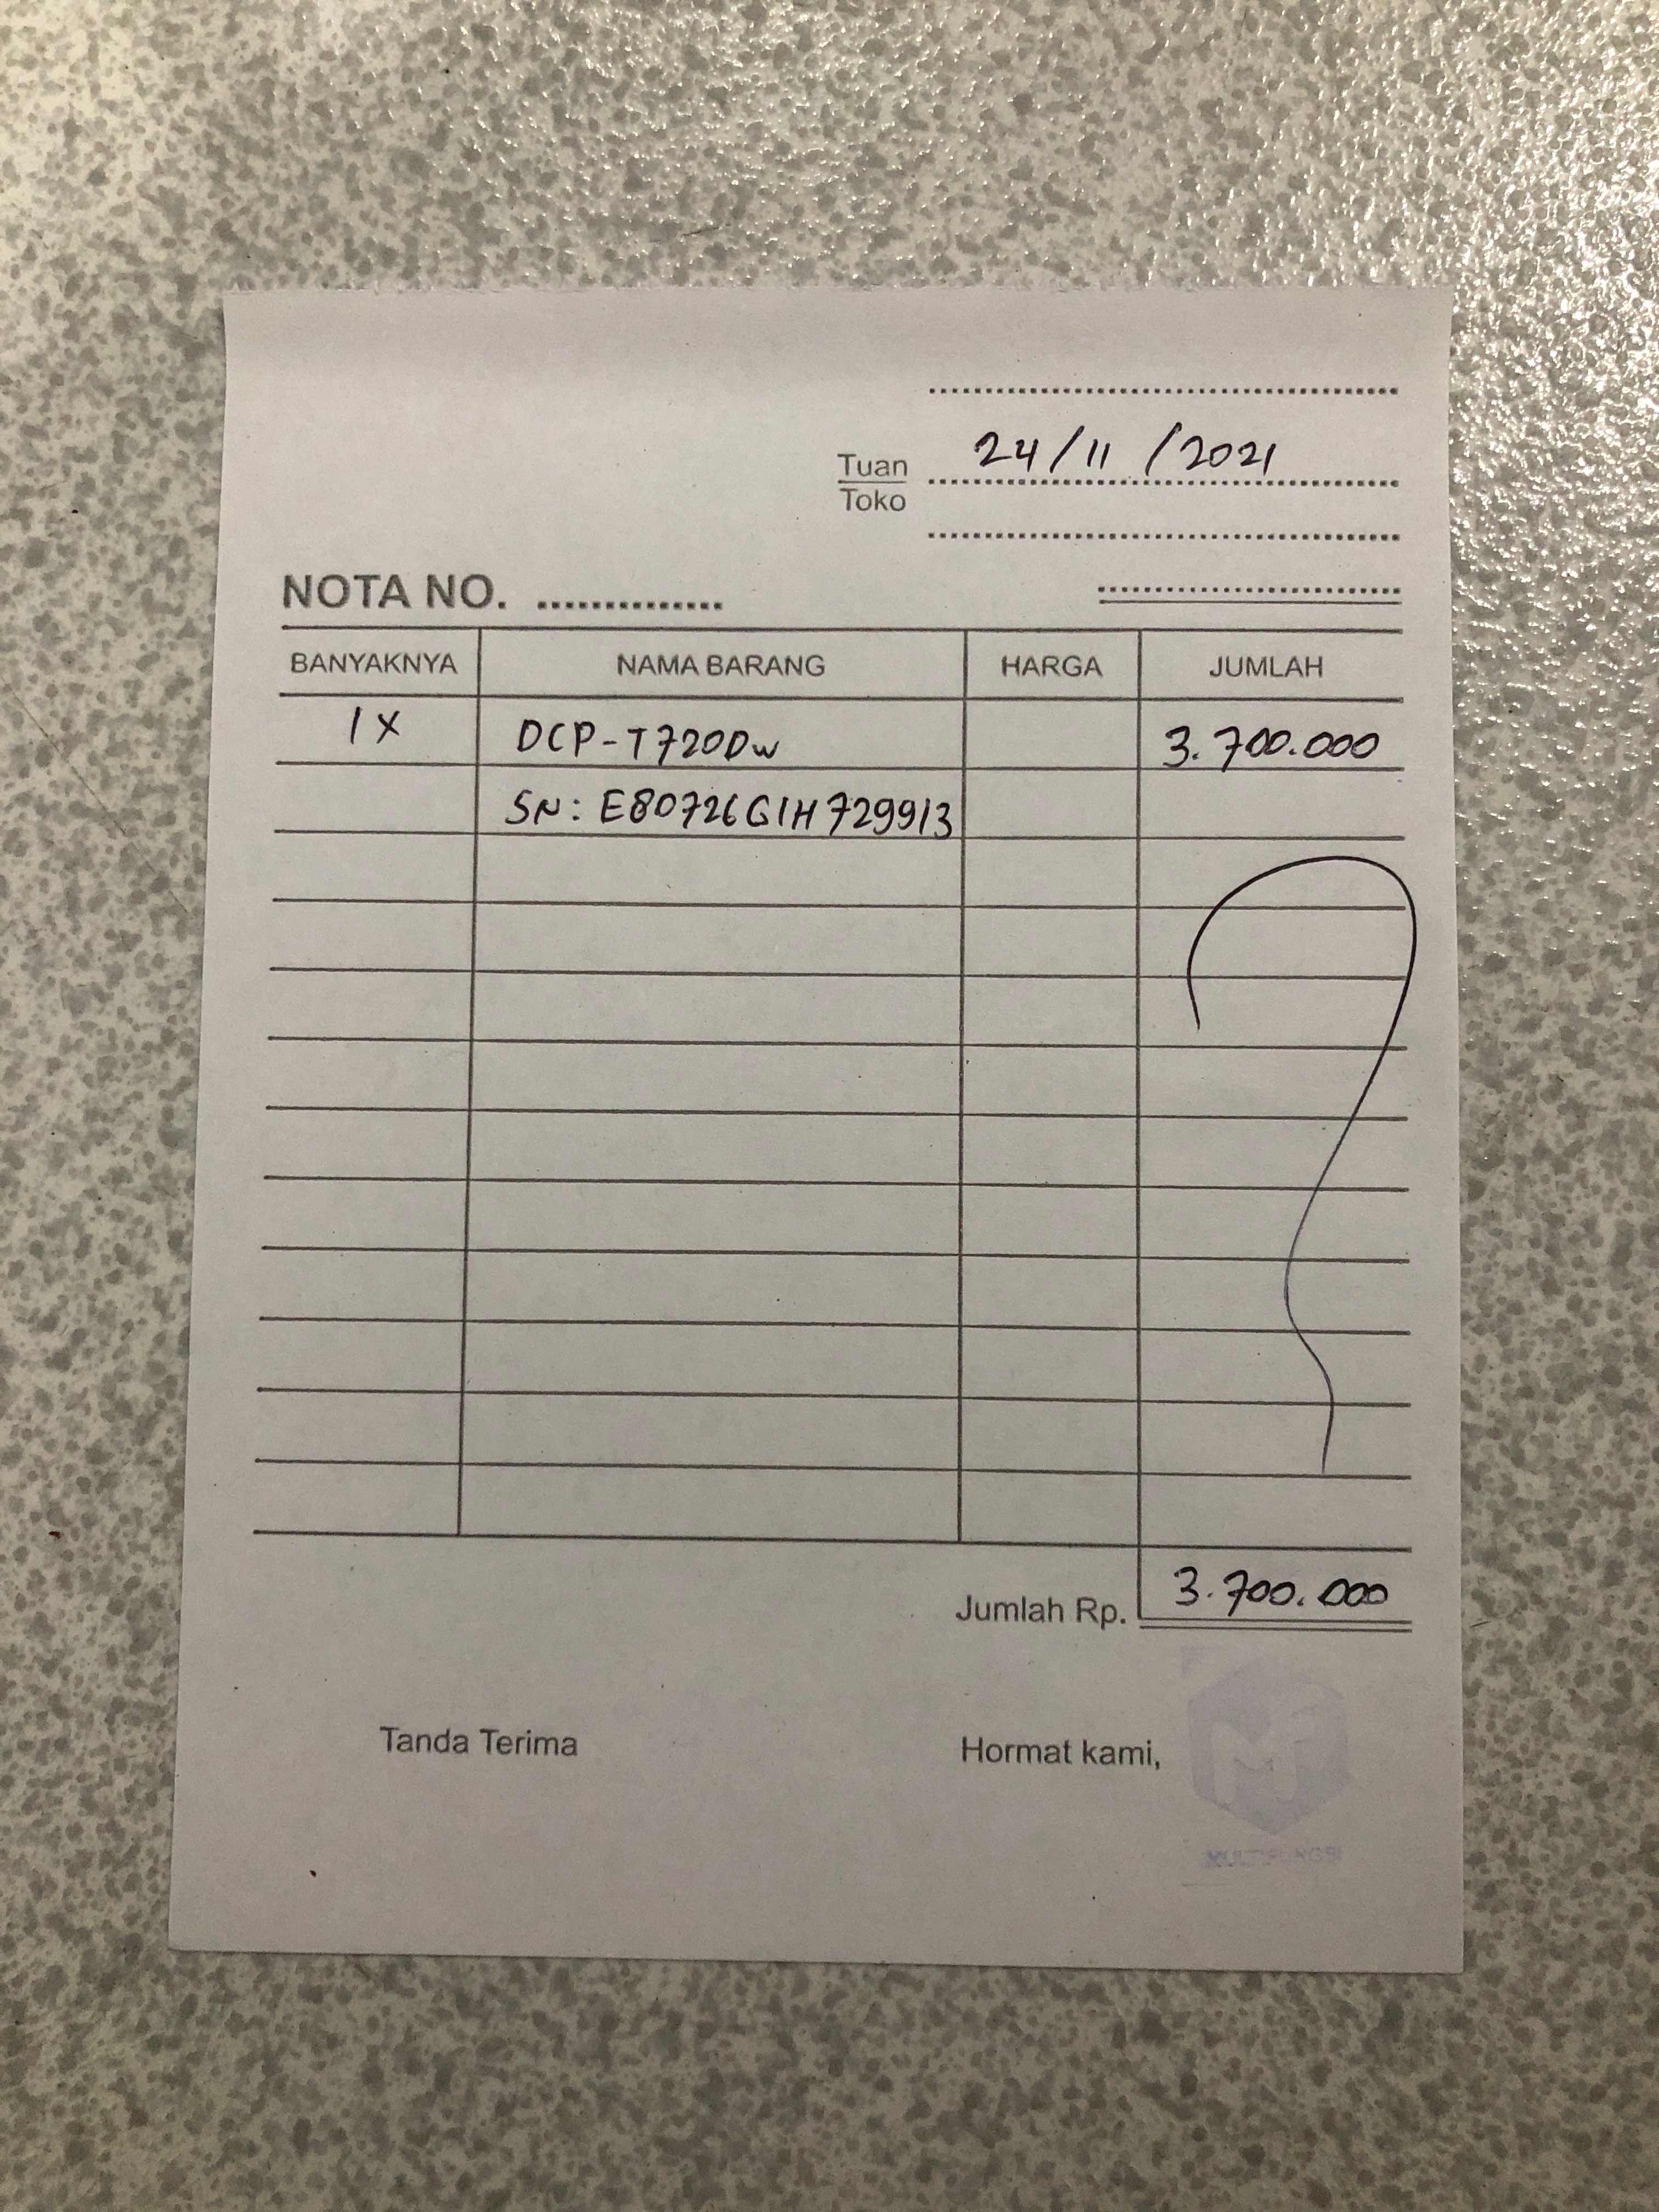 24/11/2021
Tuan
Toko
NOTA NO. ..............
BANYAKNYA NAMA BARANG HARGA JUMLAH
1X DCP-T720DW 3.700.000
SN: E80726G1H729913
Jumlah Rp. 3.700.000
Tanda Terima Hormat kami,
MULTIFUNGSI